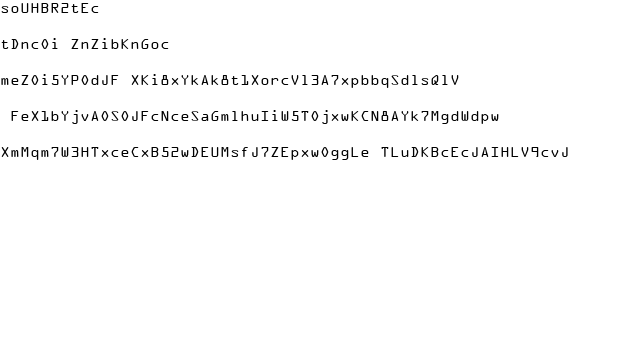 soUHBR2tEc
tDnc0i ZnZibKnGoc
meZ0i5YP0dJF XKi8xYkAk8t1XorcVl3A7xpbbqSdlsQlV
FeX1bYjvA0S0JFcNceSaGmlhuIiW5T0jxwKCN8AYk7MgdWdpw
XmMqm7W3HTxceCxB52wDEUMsfJ7ZEpxw0ggLe TLuDKBcEcJAIHLV9cvJ